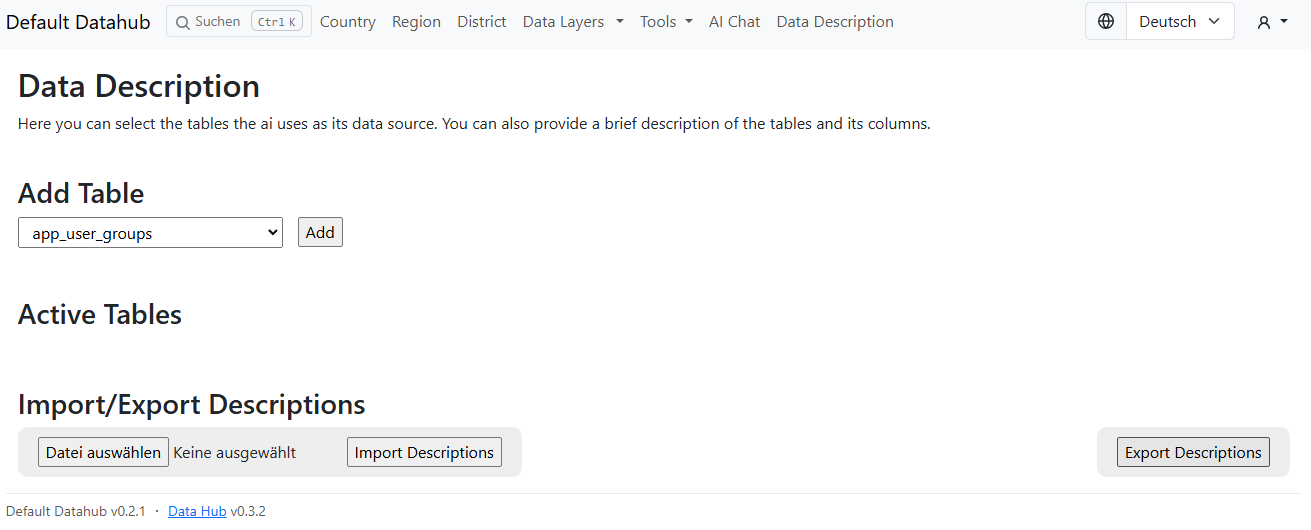 Default Datahub Suchen Ctrl K Country Region District Data Layers Tools AI Chat Data Description Deutsch
Data Description
Here you can select the tables the ai uses as its data source. You can also provide a brief description of the tables and its columns.
Add Table
app_user_groups Add
Active Tables
Import/Export Descriptions
Datei auswählen Keine ausgewählt Import Descriptions Export Descriptions
Default Datahub v0.2.1 · Data Hub v0.3.2